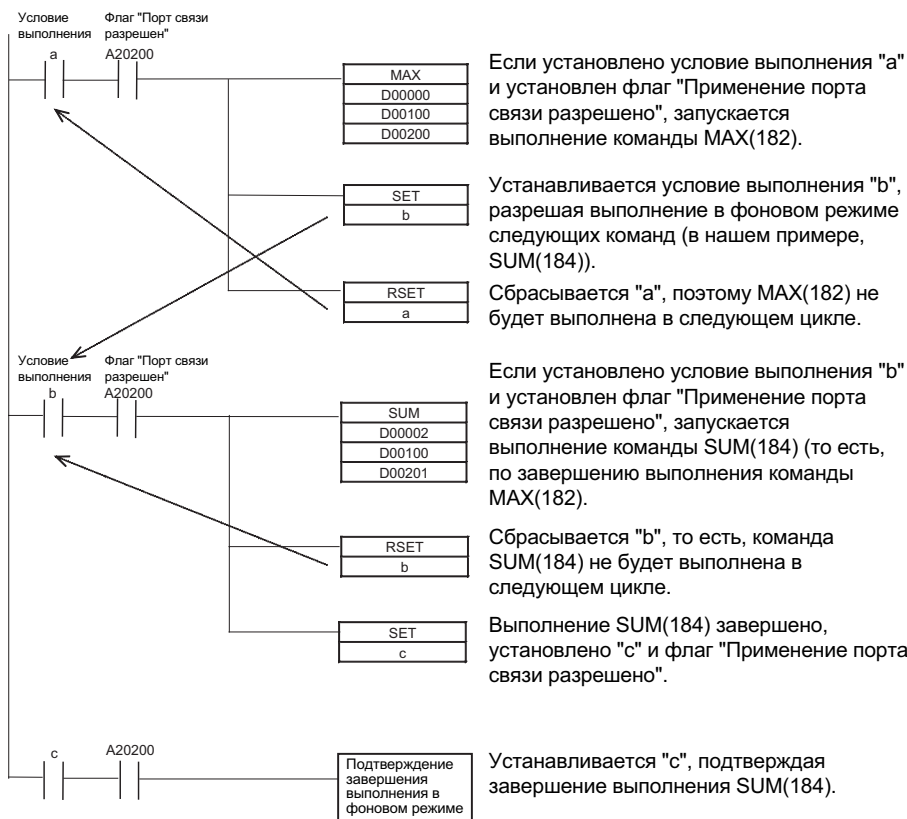 Условие
выполнения
Флаг "Порт связи
разрешен"
a
A20200
MAX
D00000
D00100
D00200
Если установлено условие выполнения "a"
и установлен флаг "Применение порта
связи разрешено", запускается
выполнение команды MAX(182).
SET
b
Устанавливается условие выполнения "b",
разрешая выполнение в фоновом режиме
следующих команд (в нашем примере,
SUM(184)).
RSET
a
Сбрасывается "a", поэтому MAX(182) не
будет выполнена в следующем цикле.
Условие
выполнения
Флаг "Порт связи
разрешен"
b
A20200
SUM
D00002
D00100
D00201
Если установлено условие выполнения "b"
и установлен флаг "Применение порта
связи разрешено", запускается
выполнение команды SUM(184) (то есть,
по завершению выполнения команды
MAX(182).
RSET
b
Сбрасывается "b", то есть, команда
SUM(184) не будет выполнена в
следующем цикле.
SET
c
Выполнение SUM(184) завершено,
установлено "c" и флаг "Применение порта
связи разрешено".
c
A20200
Подтверждение
завершения
выполнения в
фоновом режиме
Устанавливается "c", подтверждая
завершение выполнения SUM(184).